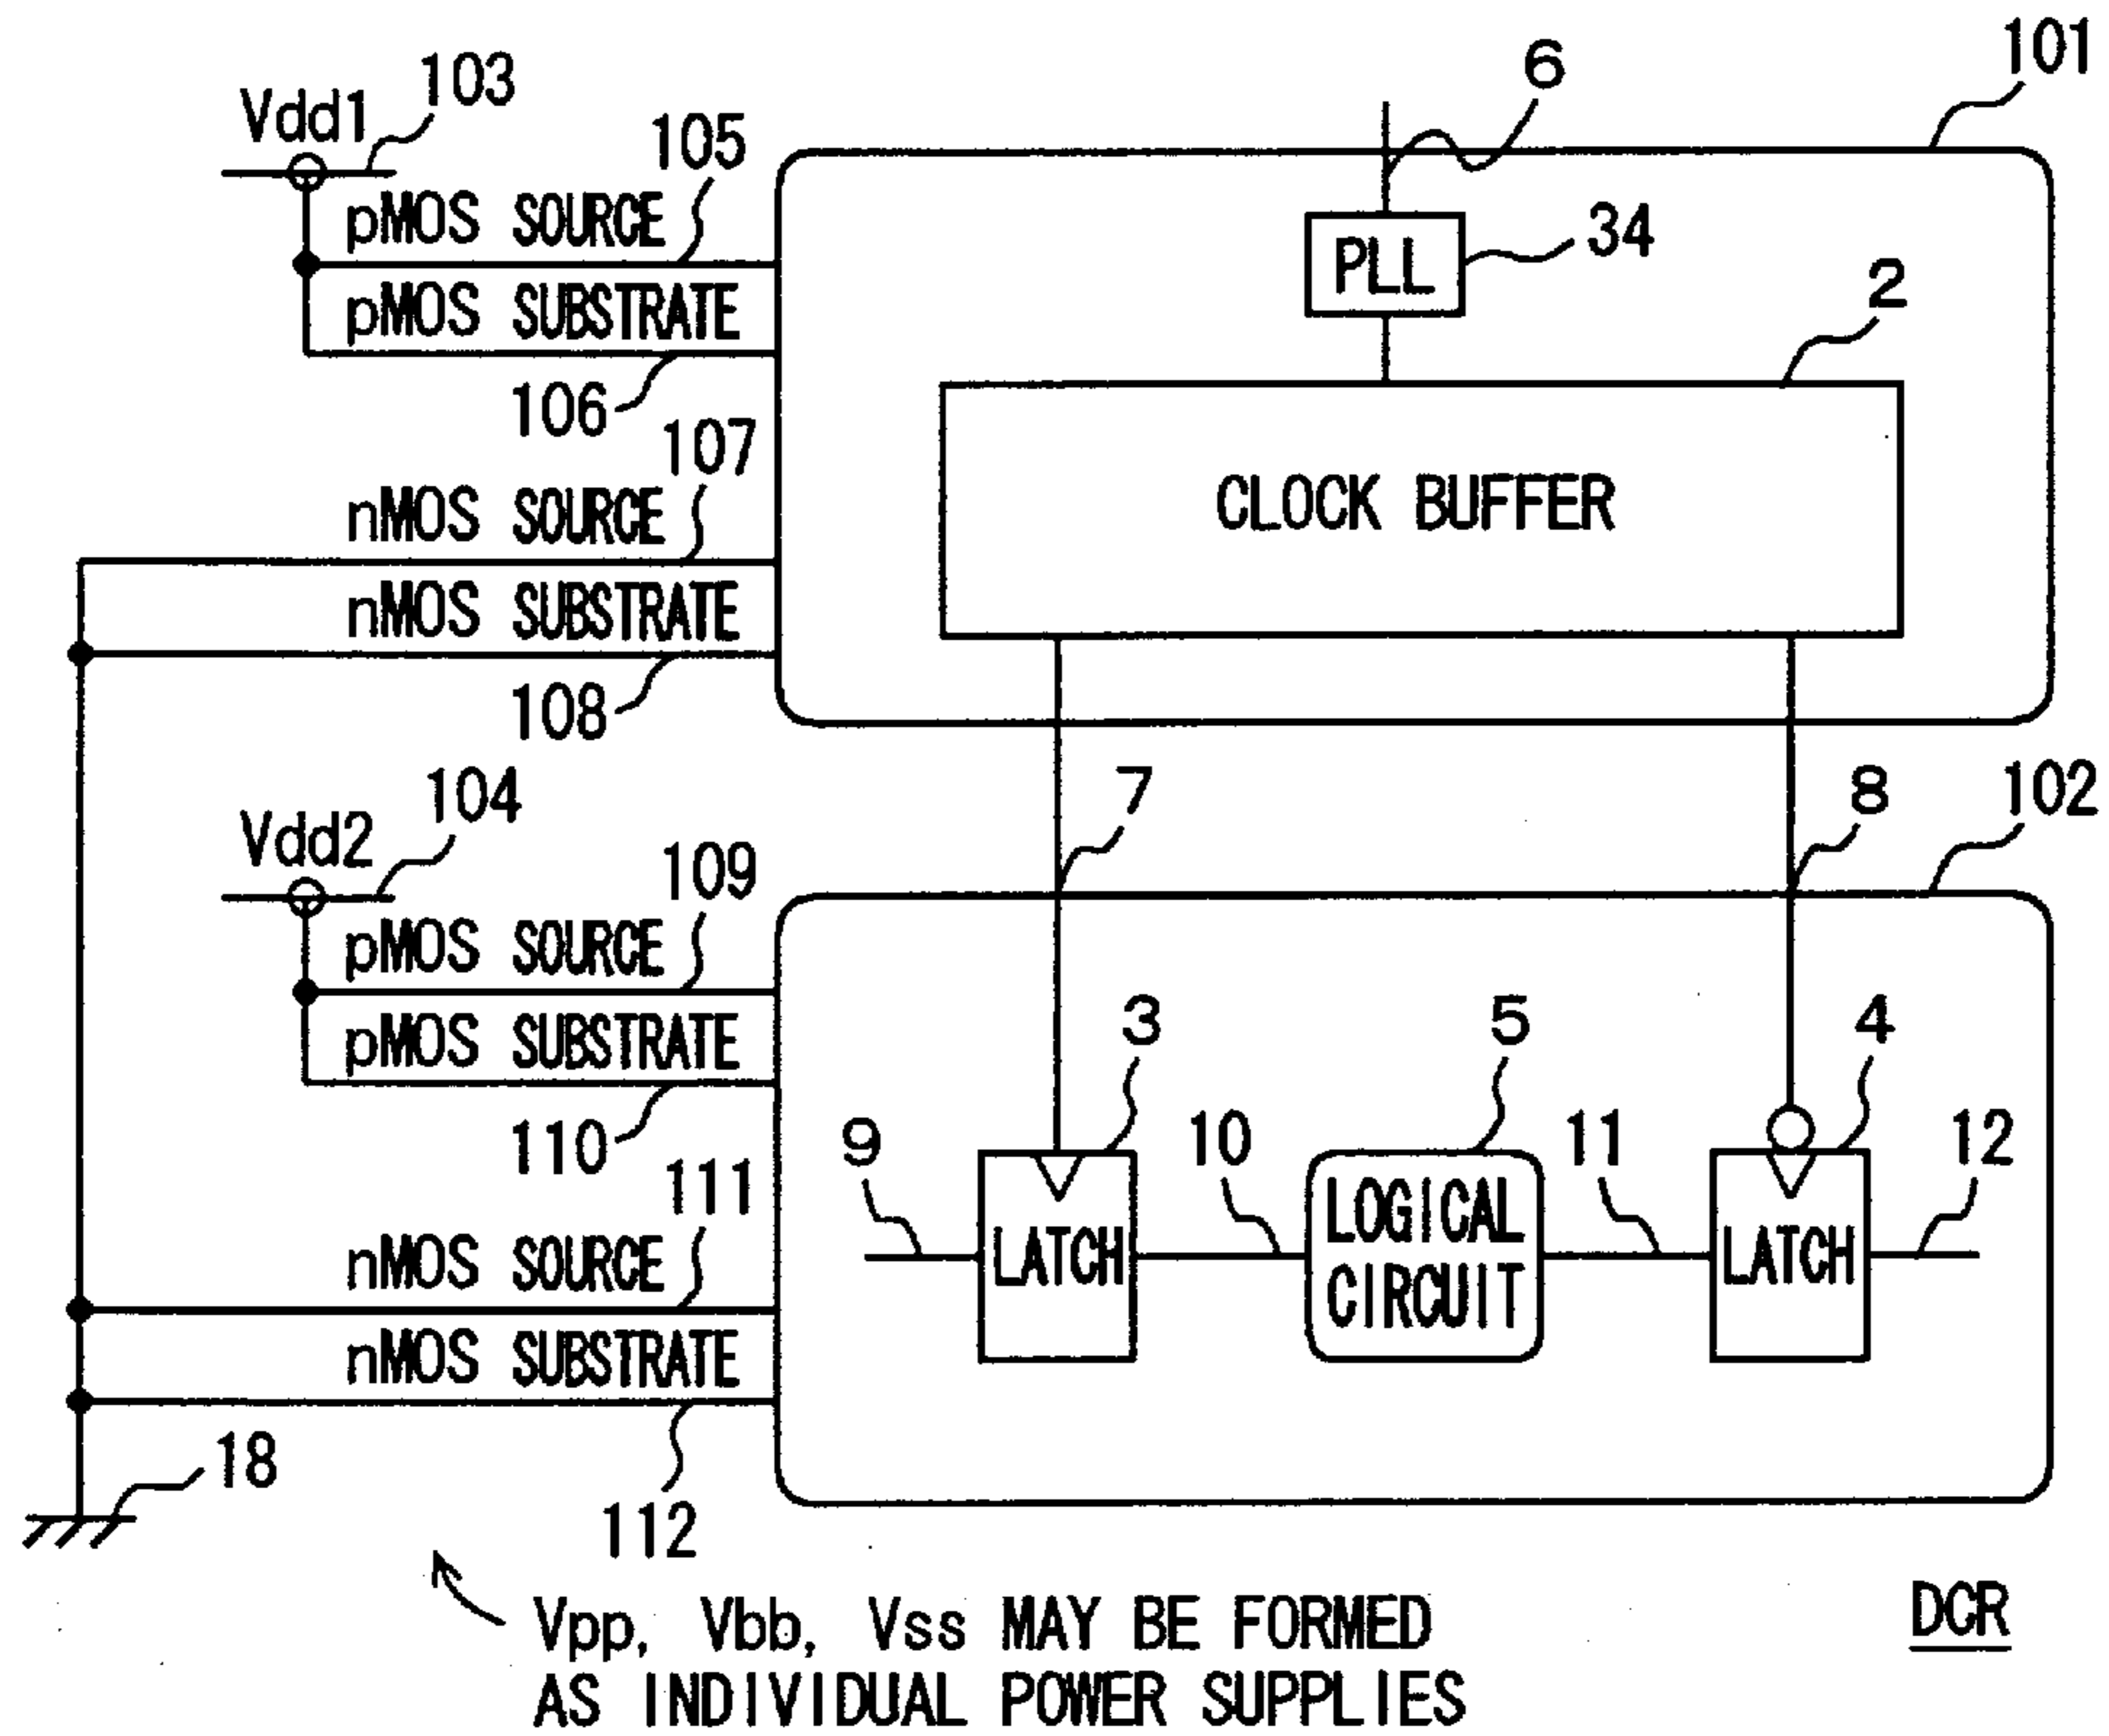 101
6
Vdd1
103
105
pMOS SOURCE
PLL
34
pMOS SUBSTRATE
2
106
107
nMOS SOURCE
CLOCK BUFFER
nMOS SUBSTRATE
108
7
8
102
104
Vdd2
109
pMOS SOURCE
pMOS SUBSTRATE
3
5
4
110
9
10
11
12
111
nMOS SOURCE
LATCH
LOGICAL
CIRCUIT
LATCH
nMOS SUBSTRATE
18
112
Vpp, Vbb, Vss MAY BE FORMED
AS INDIVIDUAL POWER SUPPLIES
DCR